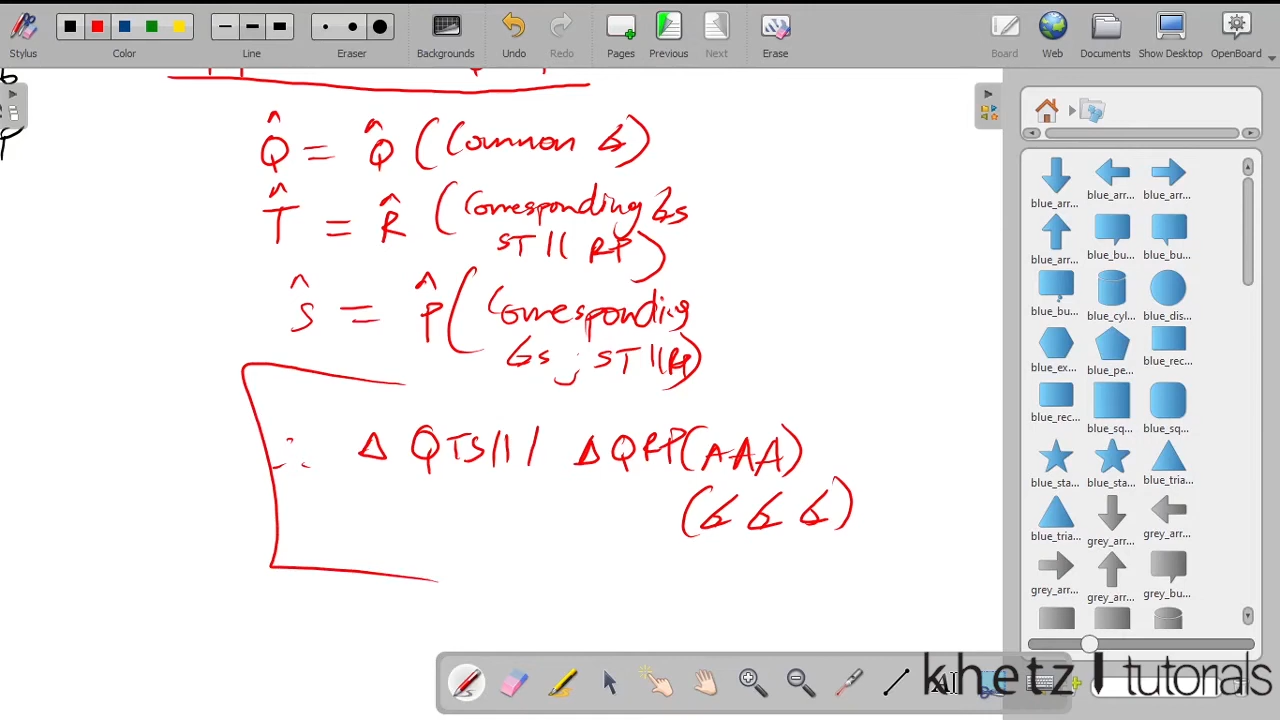 Stylus
Color
Line
Eraser
Backgrounds
Undo
Redo
Pages
Previous
Next
Erase
Board
Web
Documents
Show Desktop
OpenBoard
Q̂ = Q̂ (Common ∠)
T̂ = R̂ (Corresponding ∠s
ST || RP)
Ŝ = P̂ (Corresponding
∠s ; ST || RP)
∴ Δ QTS ||| Δ QRP (AAA)
(∠ ∠ ∠)
blue_arr... blue_arr... blue_arr...
blue_arr... blue_bu... blue_bu...
blue_bu... blue_cyl... blue_dis...
blue_ex... blue_pe... blue_rec...
blue_rec... blue_sq... blue_sq...
blue_sta... blue_sta... blue_tria...
blue_tria... grey_arr... grey_arr...
grey_arr... grey_arr... grey_bu...
khetz tutorials